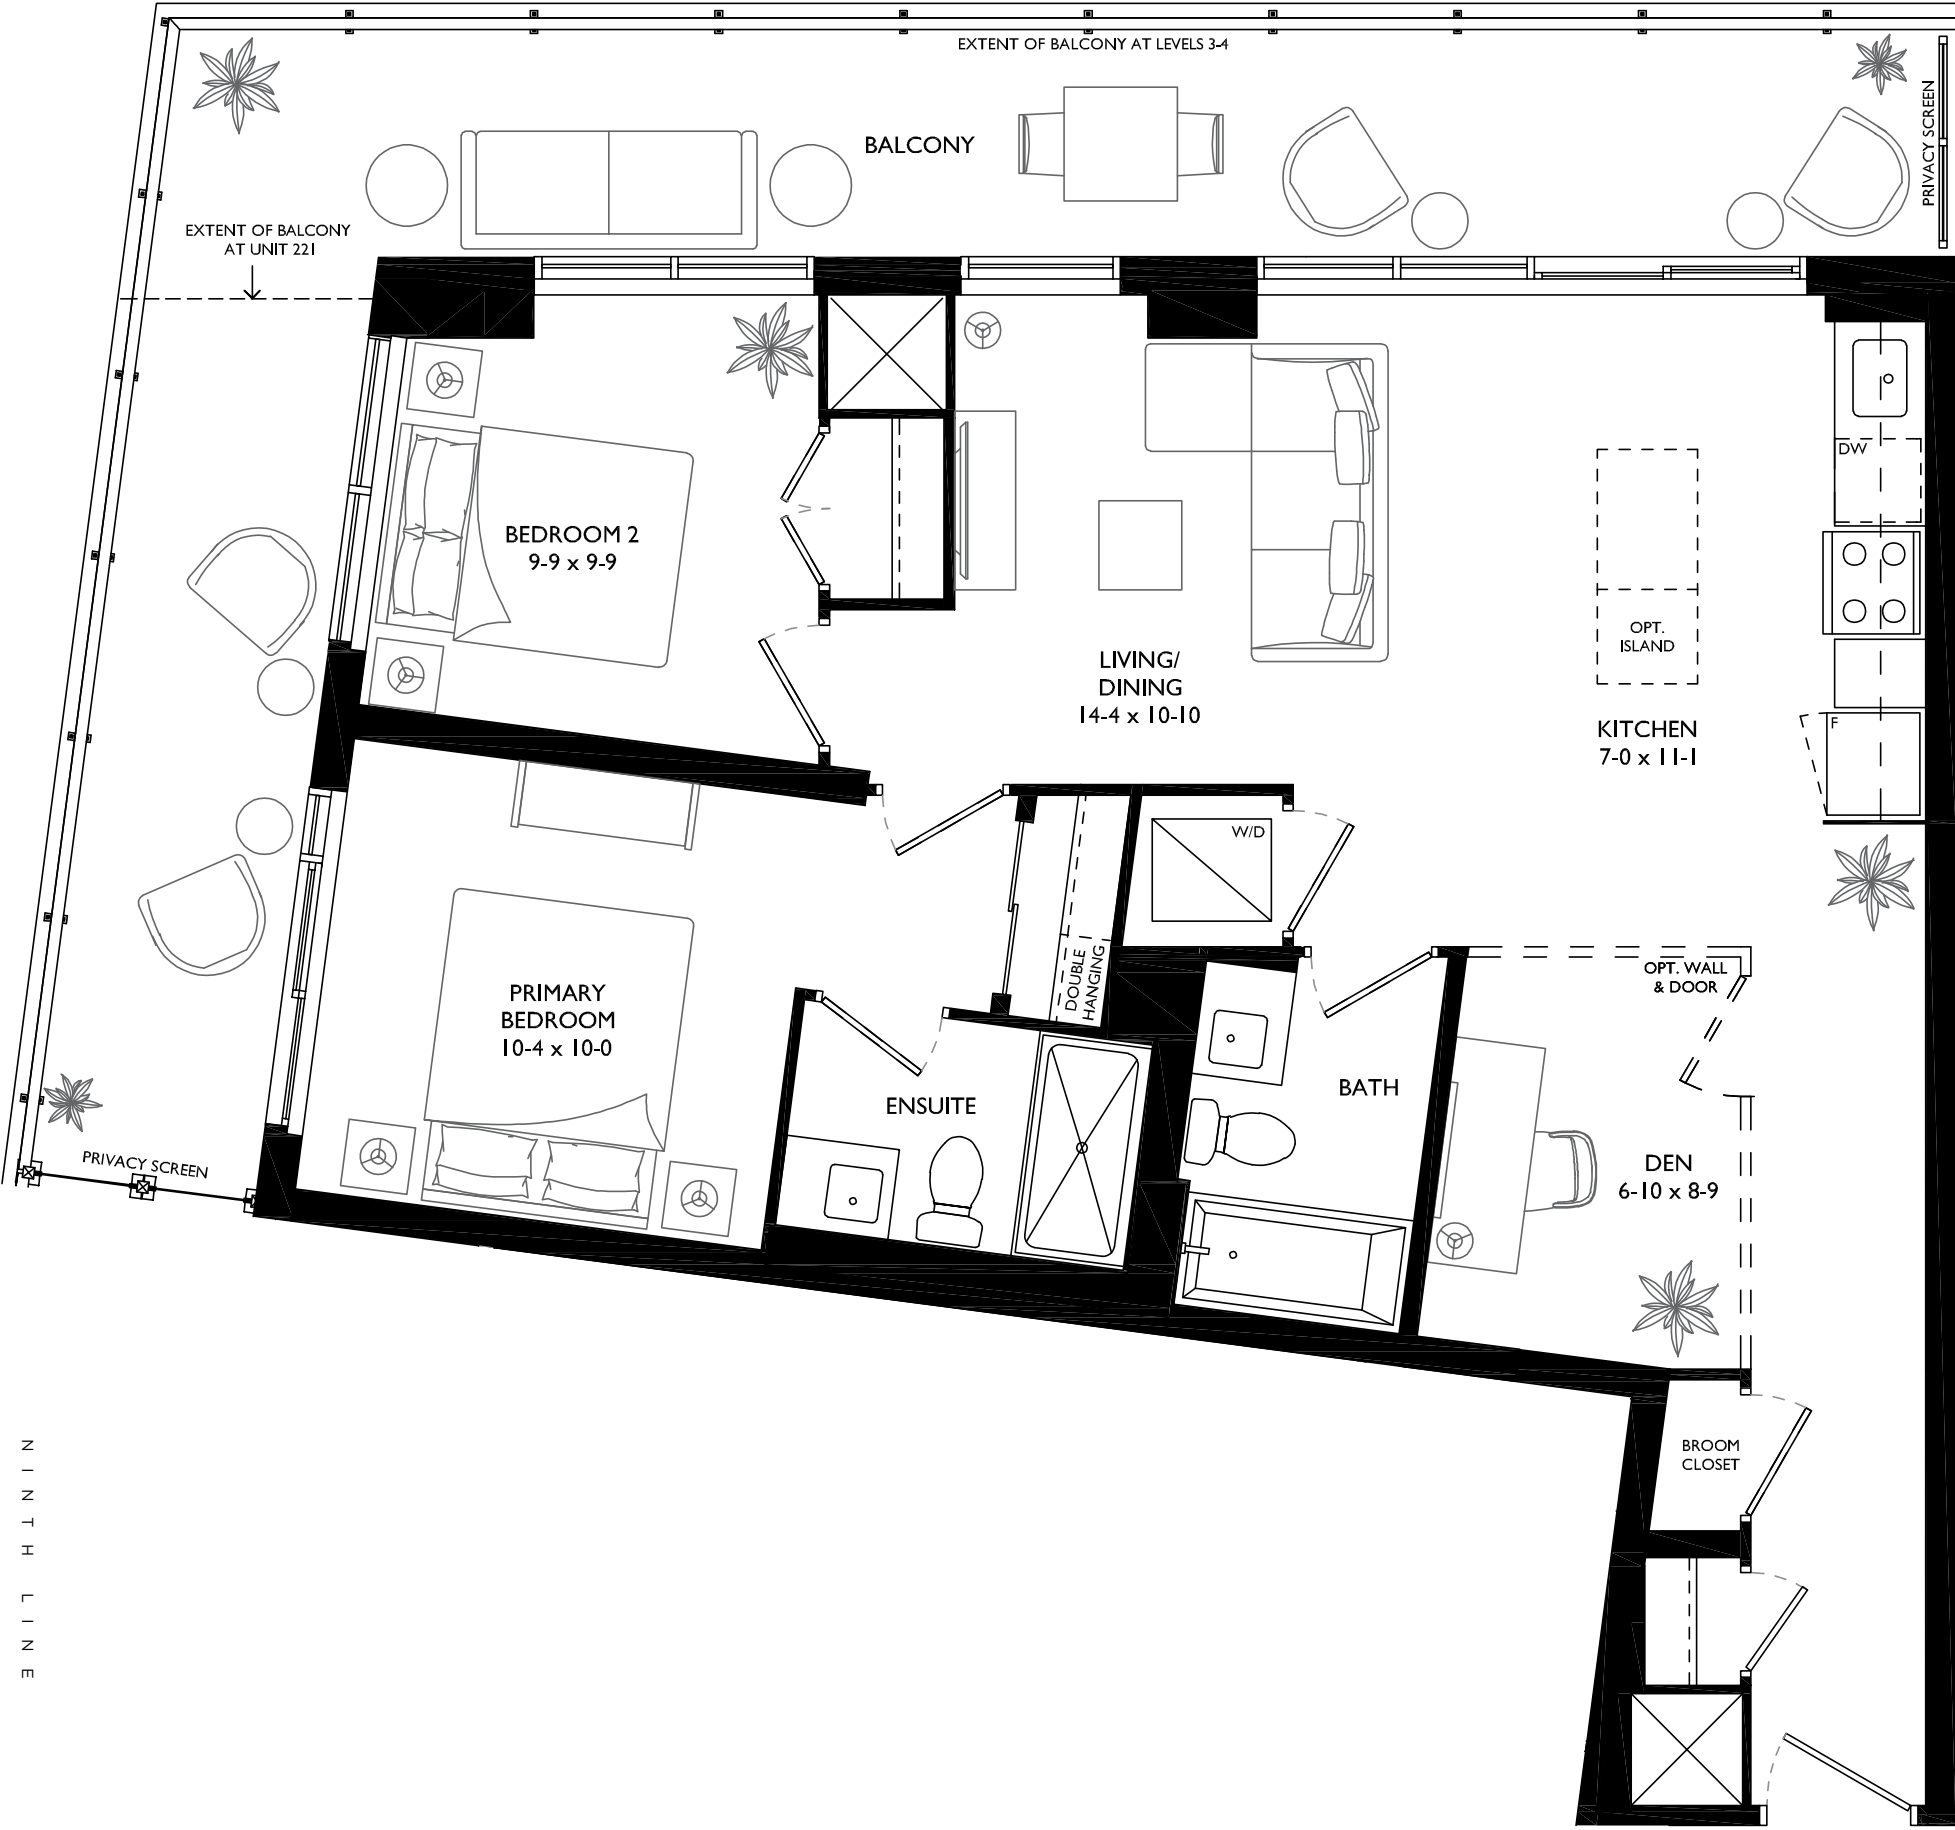 EXTENT OF BALCONY AT LEVELS 3-4
PRIVACY SCREEN
BALCONY
EXTENT OF BALCONY
AT UNIT 221
DW
BEDROOM 2
9-9 x 9-9
OPT.
ISLAND
LIVING/
DINING
14-4 x 10-10
KITCHEN
7-0 x 11-1
F
W/D
DOUBLE
HANGING
OPT. WALL
& DOOR
PRIMARY
BEDROOM
10-4 x 10-0
ENSUITE
BATH
PRIVACY SCREEN
DEN
6-10 x 8-9
BROOM
CLOSET
NINTH LINE